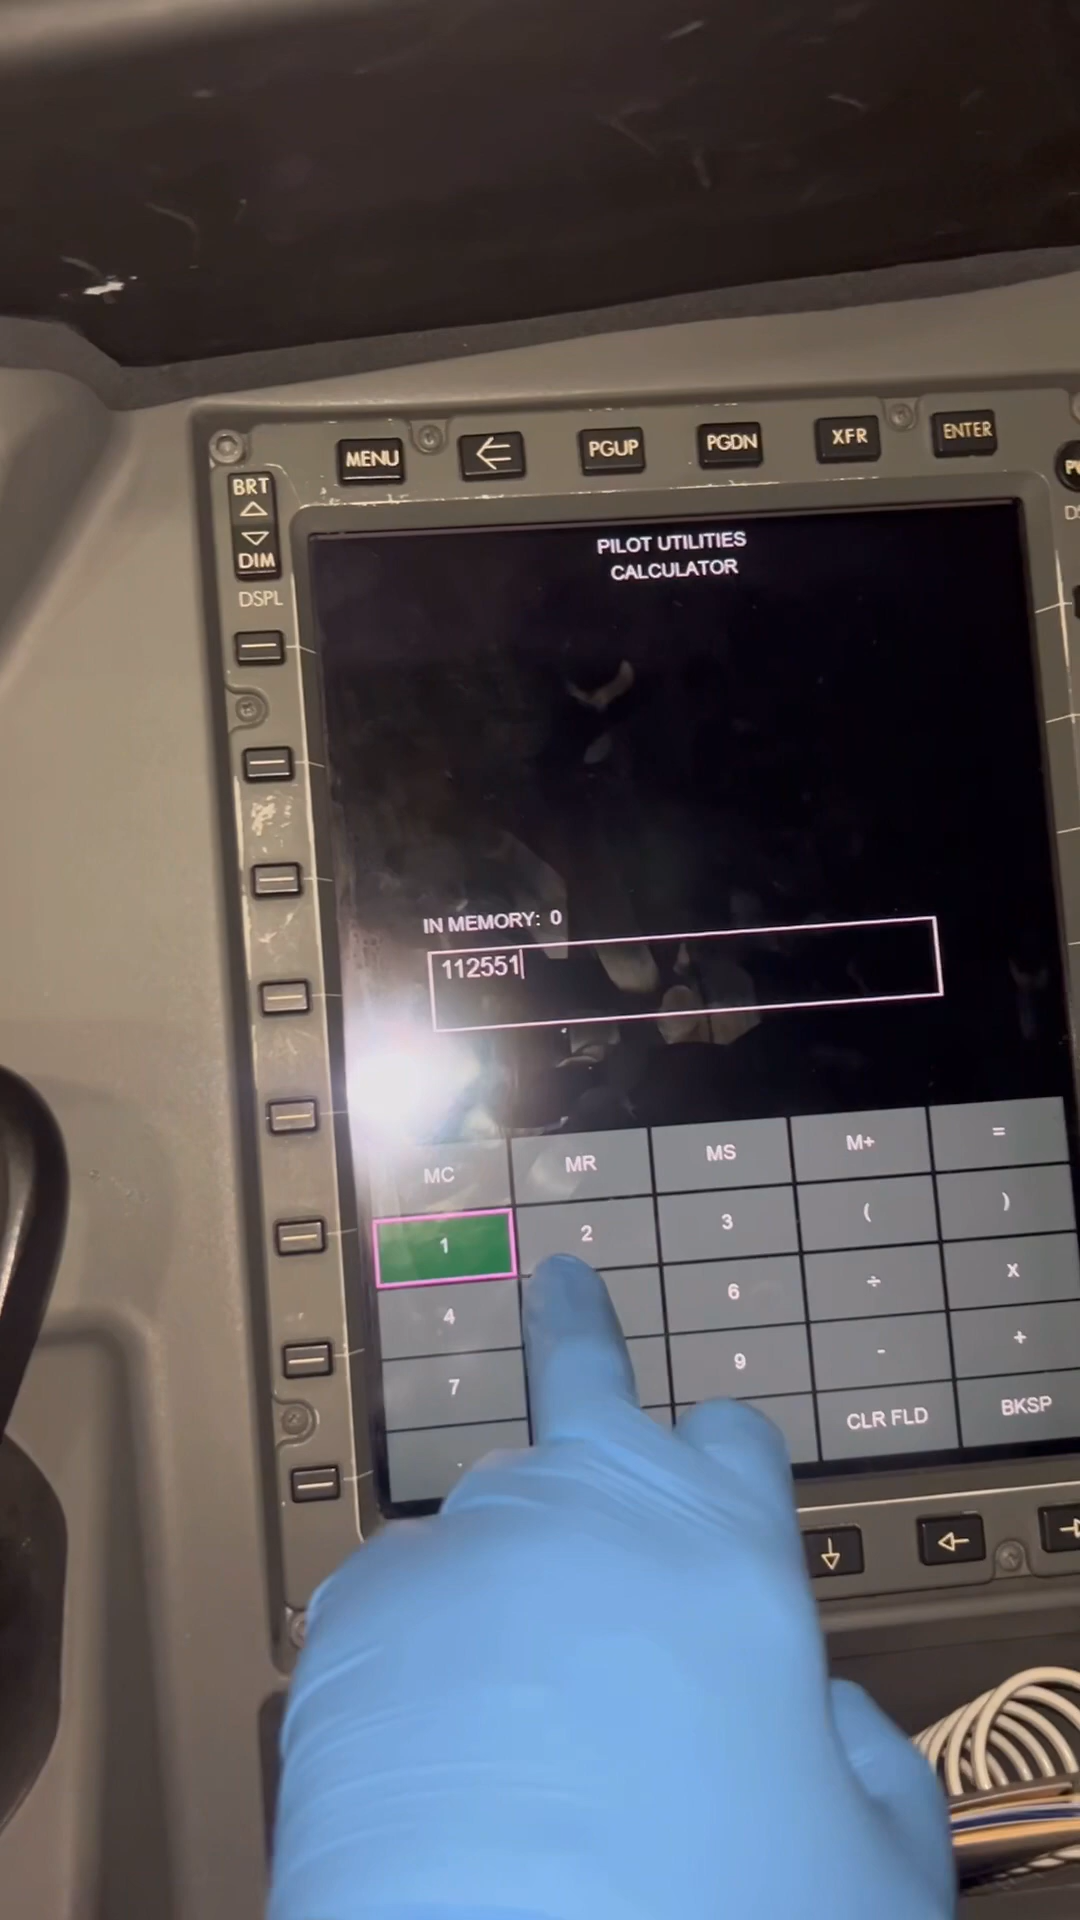 MENU
PGUP
PGDN
XFR
ENTER
BRT
DIM
DSPL
PILOT UTILITIES
CALCULATOR
IN MEMORY: 0
112551
MC MR MS M+ =
1 2 3 ( )
4 6 ÷ x
7 9 - +
. CLR FLD BKSP